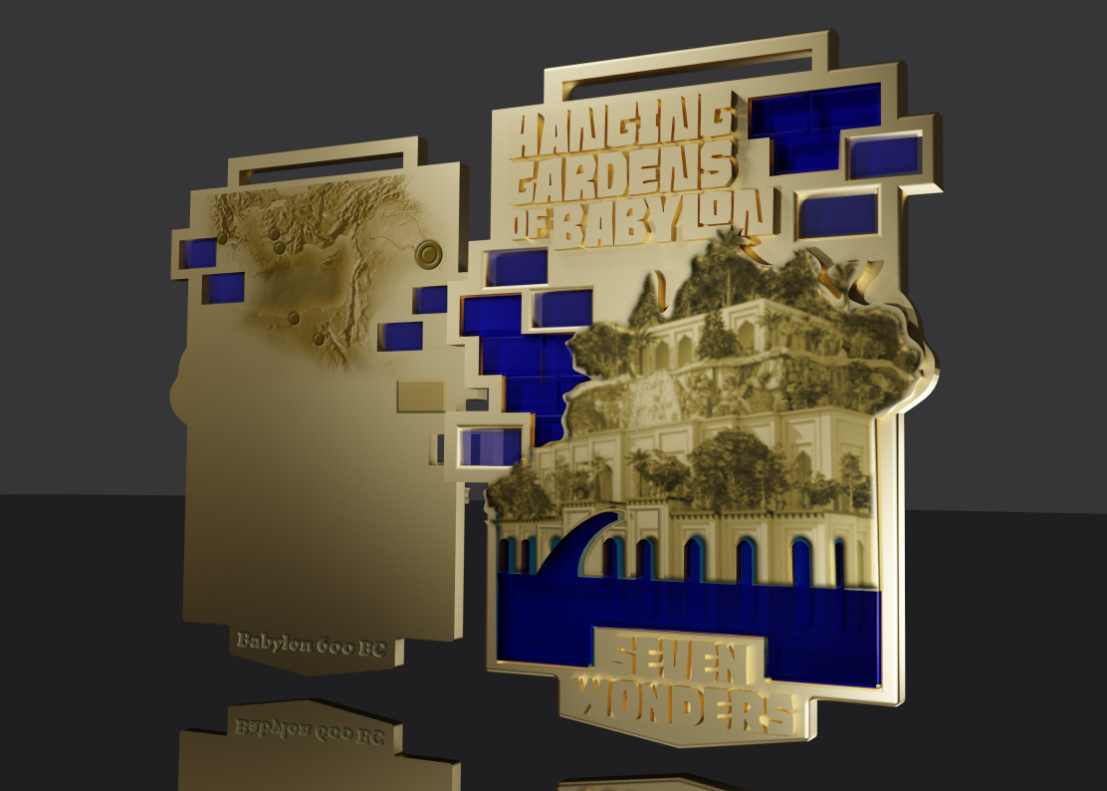 HANGING
GARDENS
OF BABYLON
SEVEN
WONDERS
Babylon 600 BC